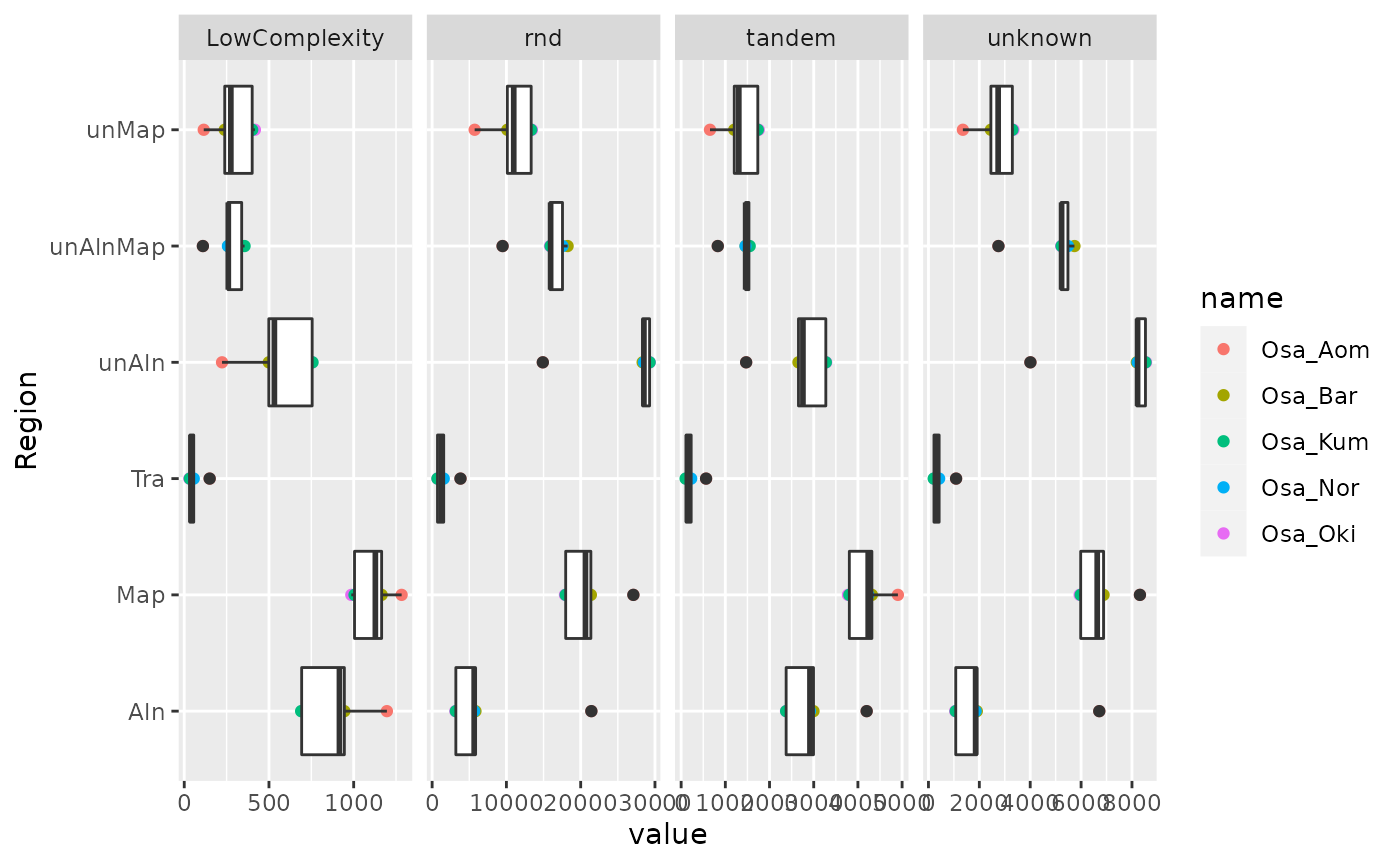 LowComplexity rnd tandem unknown
unMap
unAlnMap
unAln
Tra
Map
Aln
Region
0 500 1000 0 10000 20000 30000 0 1000 2000 3000 4000 5000 0 2000 4000 6000 8000
value
name
Osa_Aom
Osa_Bar
Osa_Kum
Osa_Nor
Osa_Oki